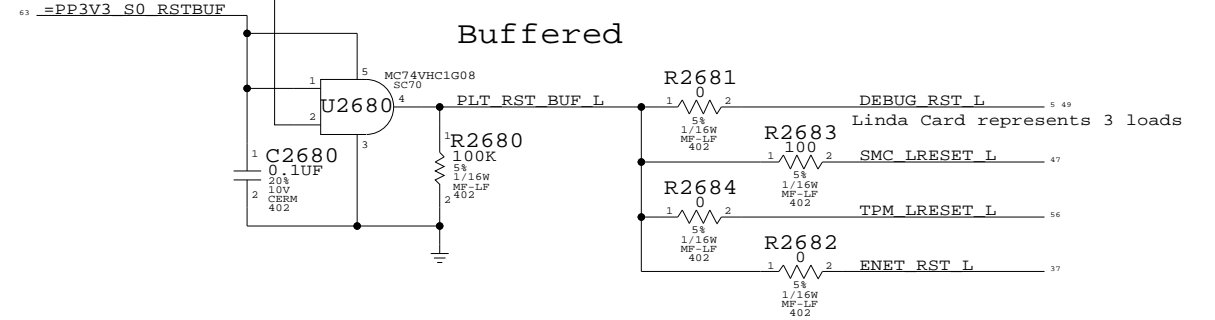 63 =PP3V3_S0_RSTBUF
Buffered
5
MC74VHC1G08
SC70
1
U2680
4
2
3
PLT_RST_BUF_L
R2681
0
1 2
5%
1/16W
MF-LF
402
DEBUG_RST_L
5 49
Linda Card represents 3 loads
1
C2680
0.1UF
20%
10V
CERM
402
2
1
R2680
100K
5%
1/16W
MF-LF
402
2
R2683
100
1 2
5%
1/16W
MF-LF
402
SMC_LRESET_L
47
R2684
0
1 2
5%
1/16W
MF-LF
402
TPM_LRESET_L
56
R2682
0
1 2
5%
1/16W
MF-LF
402
ENET_RST_L
37